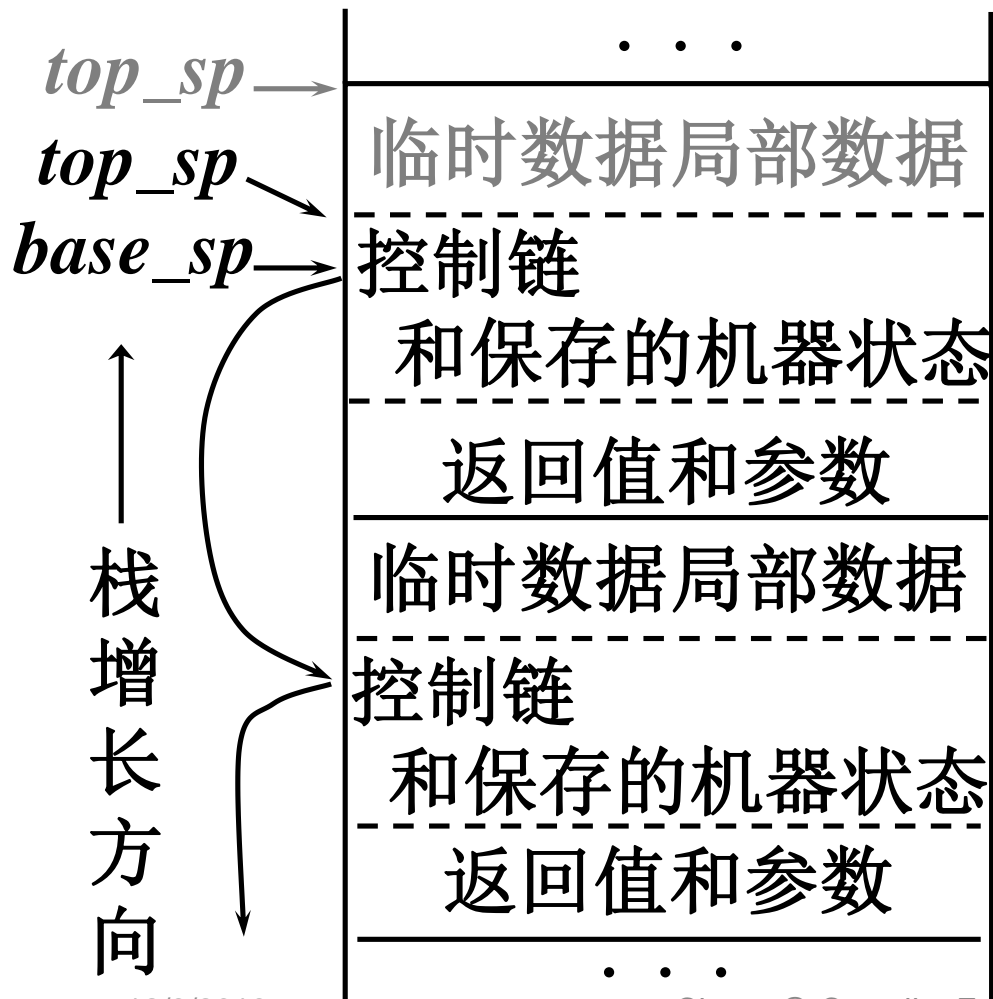 . . .
top_sp
临时数据局部数据
top_sp
base_sp
控制链
和保存的机器状态
返回值和参数
临时数据局部数据
控制链
和保存的机器状态
返回值和参数
栈增长方向
. . .